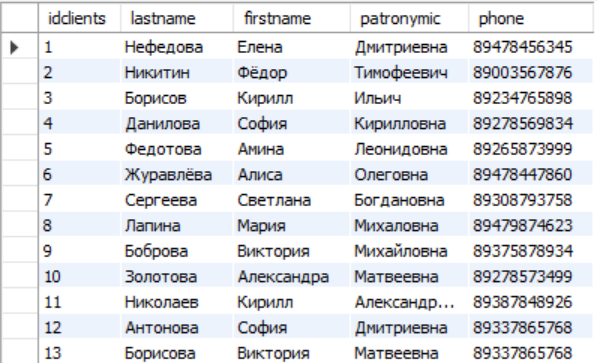 idclients lastname firstname patronymic phone
1 Нефедова Елена Дмитриевна 89478456345
2 Никитин Фёдор Тимофеевич 89003567876
3 Борисов Кирилл Ильич 89234765898
4 Данилова София Кирилловна 89278569834
5 Федотова Амина Леонидовна 89265873999
6 Журавлёва Алиса Олеговна 89478447860
7 Сергеева Светлана Богдановна 89308793758
8 Лапина Мария Михаловна 89479874623
9 Боброва Виктория Михайловна 89375878934
10 Золотова Александра Матвеевна 89278573499
11 Николаев Кирилл Александр... 89387848926
12 Антонова София Дмитриевна 89337865768
13 Борисова Виктория Матвеевна 89337865768